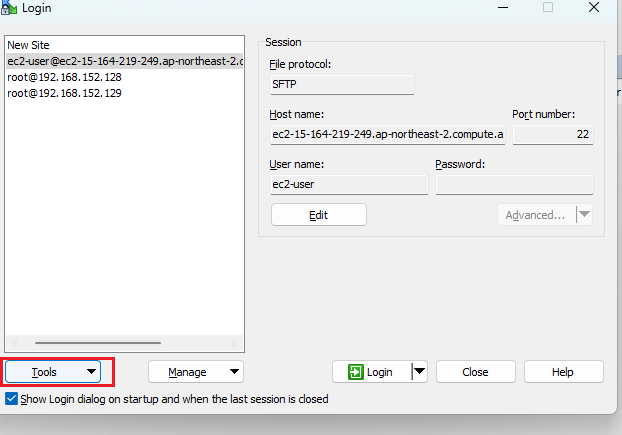 Login
New Site
ec2-user@ec2-15-164-219-249.ap-northeast-2.c
root@192.168.152.128
root@192.168.152.129
Session
File protocol:
SFTP
Host name:
Port number:
ec2-15-164-219-249.ap-northeast-2.compute.a
22
User name:
Password:
ec2-user
Edit
Advanced...
Tools
Manage
Login
Close
Help
Show Login dialog on startup and when the last session is closed